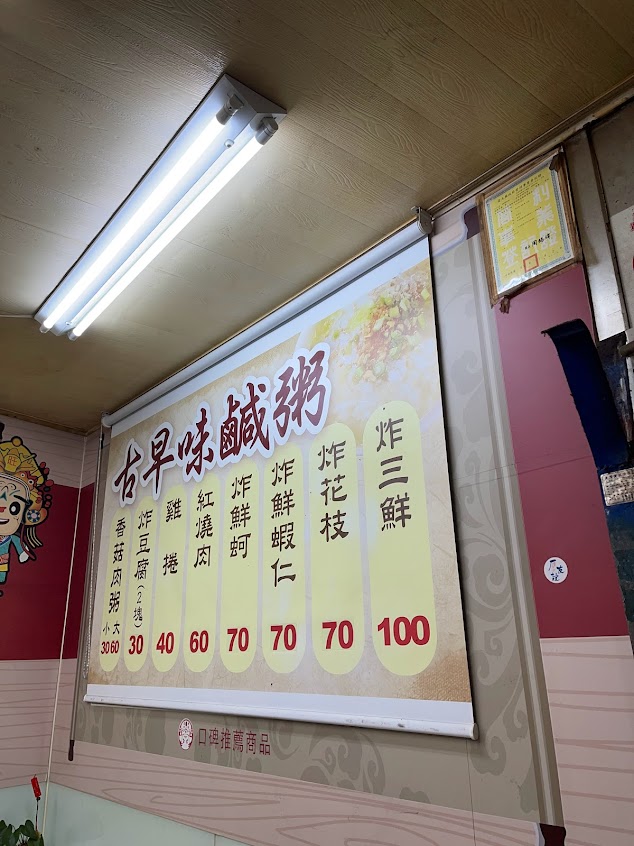 古早味鹹粥
炸三鮮
100
炸花枝
70
炸鮮蝦仁
70
炸鮮蚵
70
紅燒肉
60
雞捲
40
炸豆腐(2塊)
30
香菇肉粥
小 大
30 60
口碑推薦商品